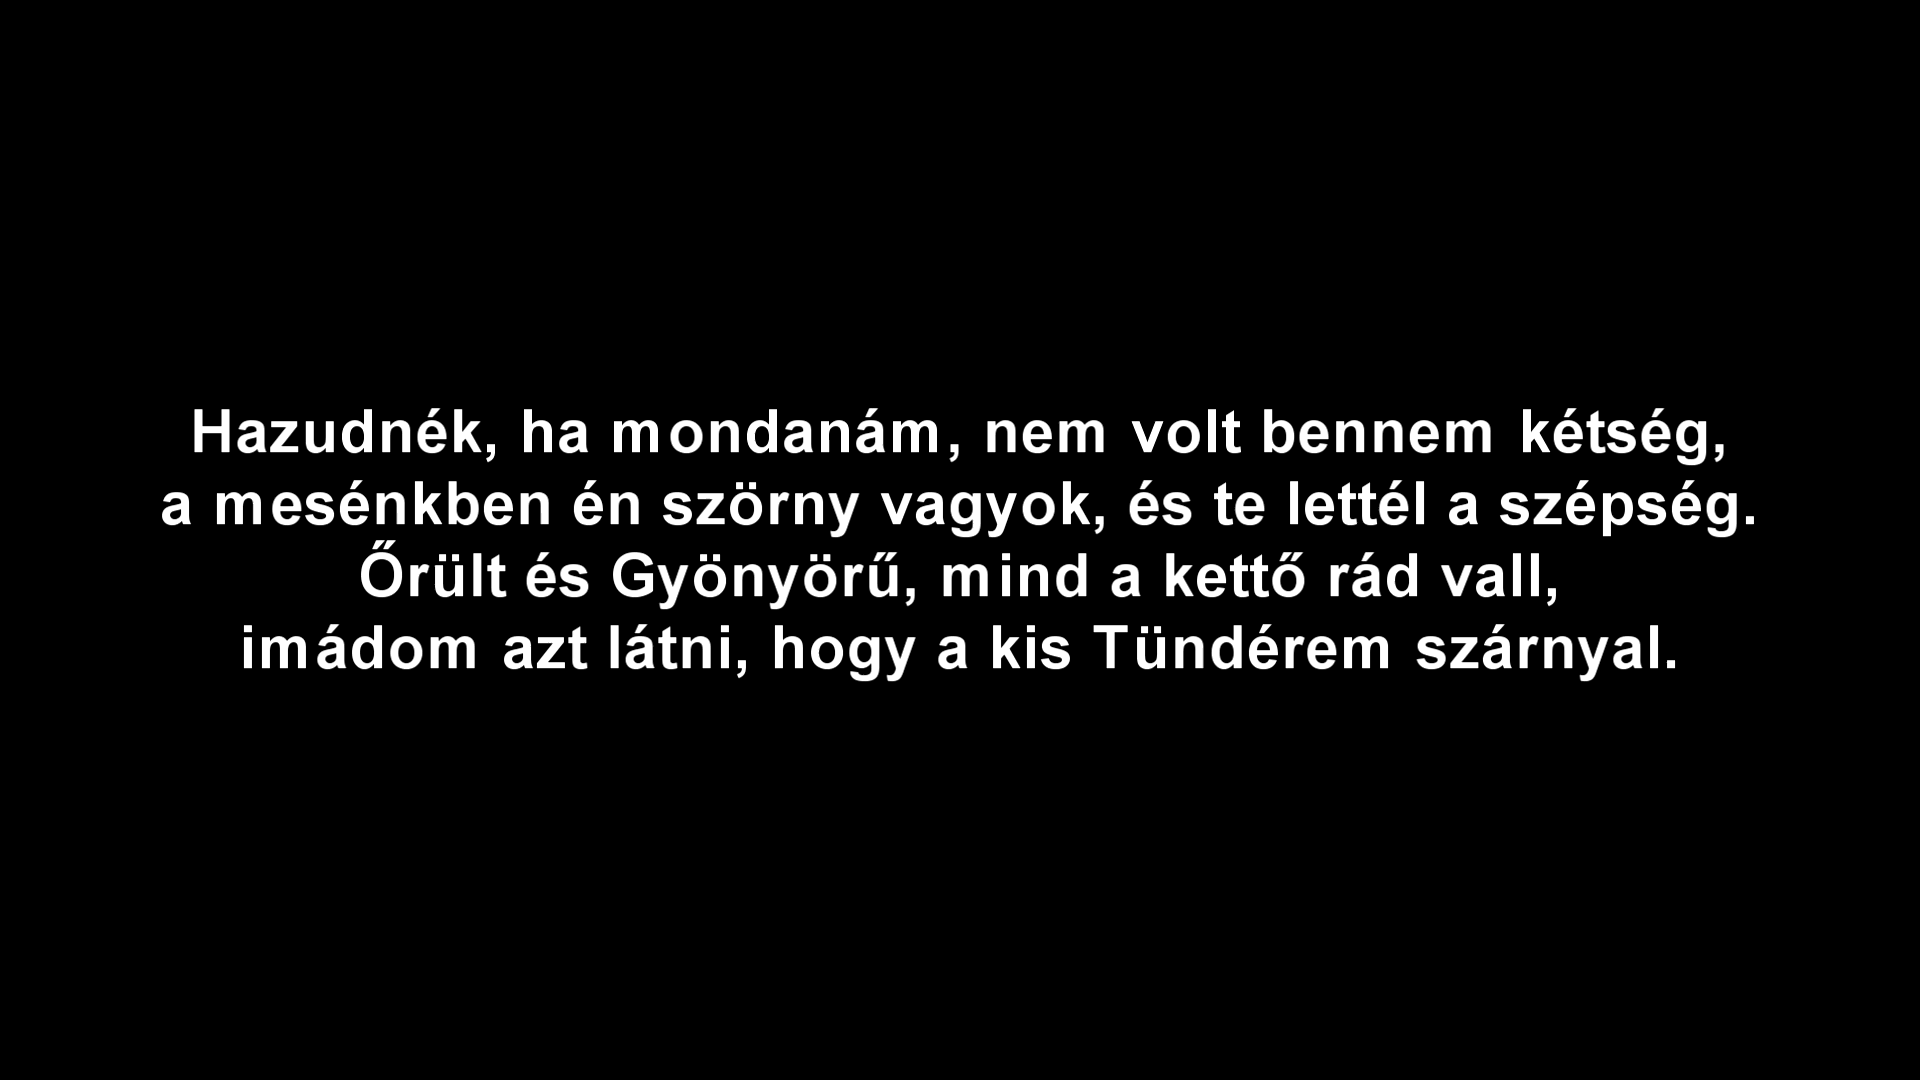 Hazudnék, ha mondanám, nem volt bennem kétség,
a mesénkben én szörny vagyok, és te lettél a szépség.
Őrült és Gyönyörű, mind a kettő rád vall,
imádom azt látni, hogy a kis Tündérem szárnyal.